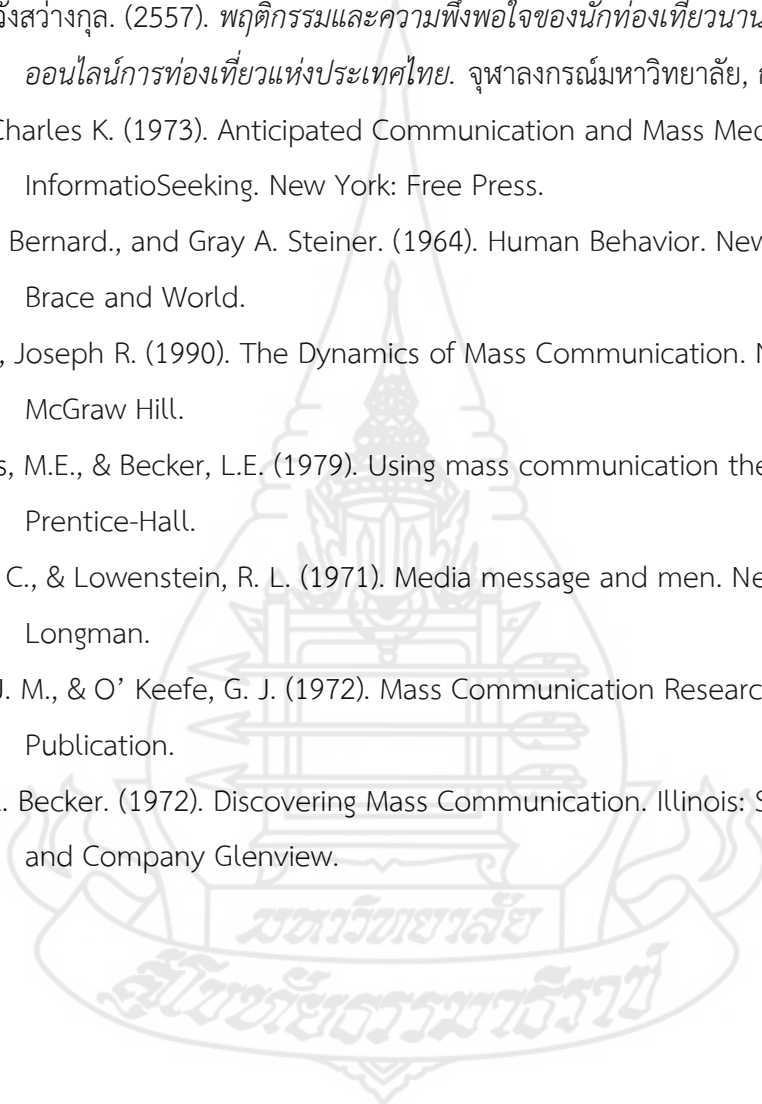 วังสว่างกุล. (2557). พฤติกรรมและความพึงพอใจของนักท่องเที่ยวนาน
ออนไลน์การท่องเที่ยวแห่งประเทศไทย. จุฬาลงกรณ์มหาวิทยาลัย,
Charles K. (1973). Anticipated Communication and Mass Med
InformatioSeeking. New York: Free Press.
Bernard., and Gray A. Steiner. (1964). Human Behavior. New
Brace and World.
, Joseph R. (1990). The Dynamics of Mass Communication. N
McGraw Hill.
s, M.E., & Becker, L.E. (1979). Using mass communication the
Prentice-Hall.
C., & Lowenstein, R. L. (1971). Media message and men. Ne
Longman.
J. M., & O’ Keefe, G. J. (1972). Mass Communication Researc
Publication.
. Becker. (1972). Discovering Mass Communication. Illinois: S
and Company Glenview.
มหาวิทยาลัย
สุโขทัยธรรมาธิราช